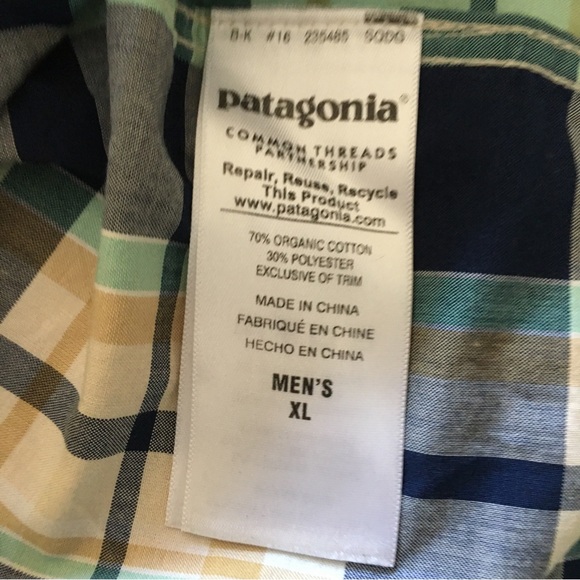 B-K #16 235485 SQDG
patagonia®
COMMON THREADS
PARTNERSHIP
Repair, Reuse, Recycle
This Product
www.patagonia.com
70% ORGANIC COTTON
30% POLYESTER
EXCLUSIVE OF TRIM
MADE IN CHINA
FABRIQUÉ EN CHINE
HECHO EN CHINA
MEN'S
XL